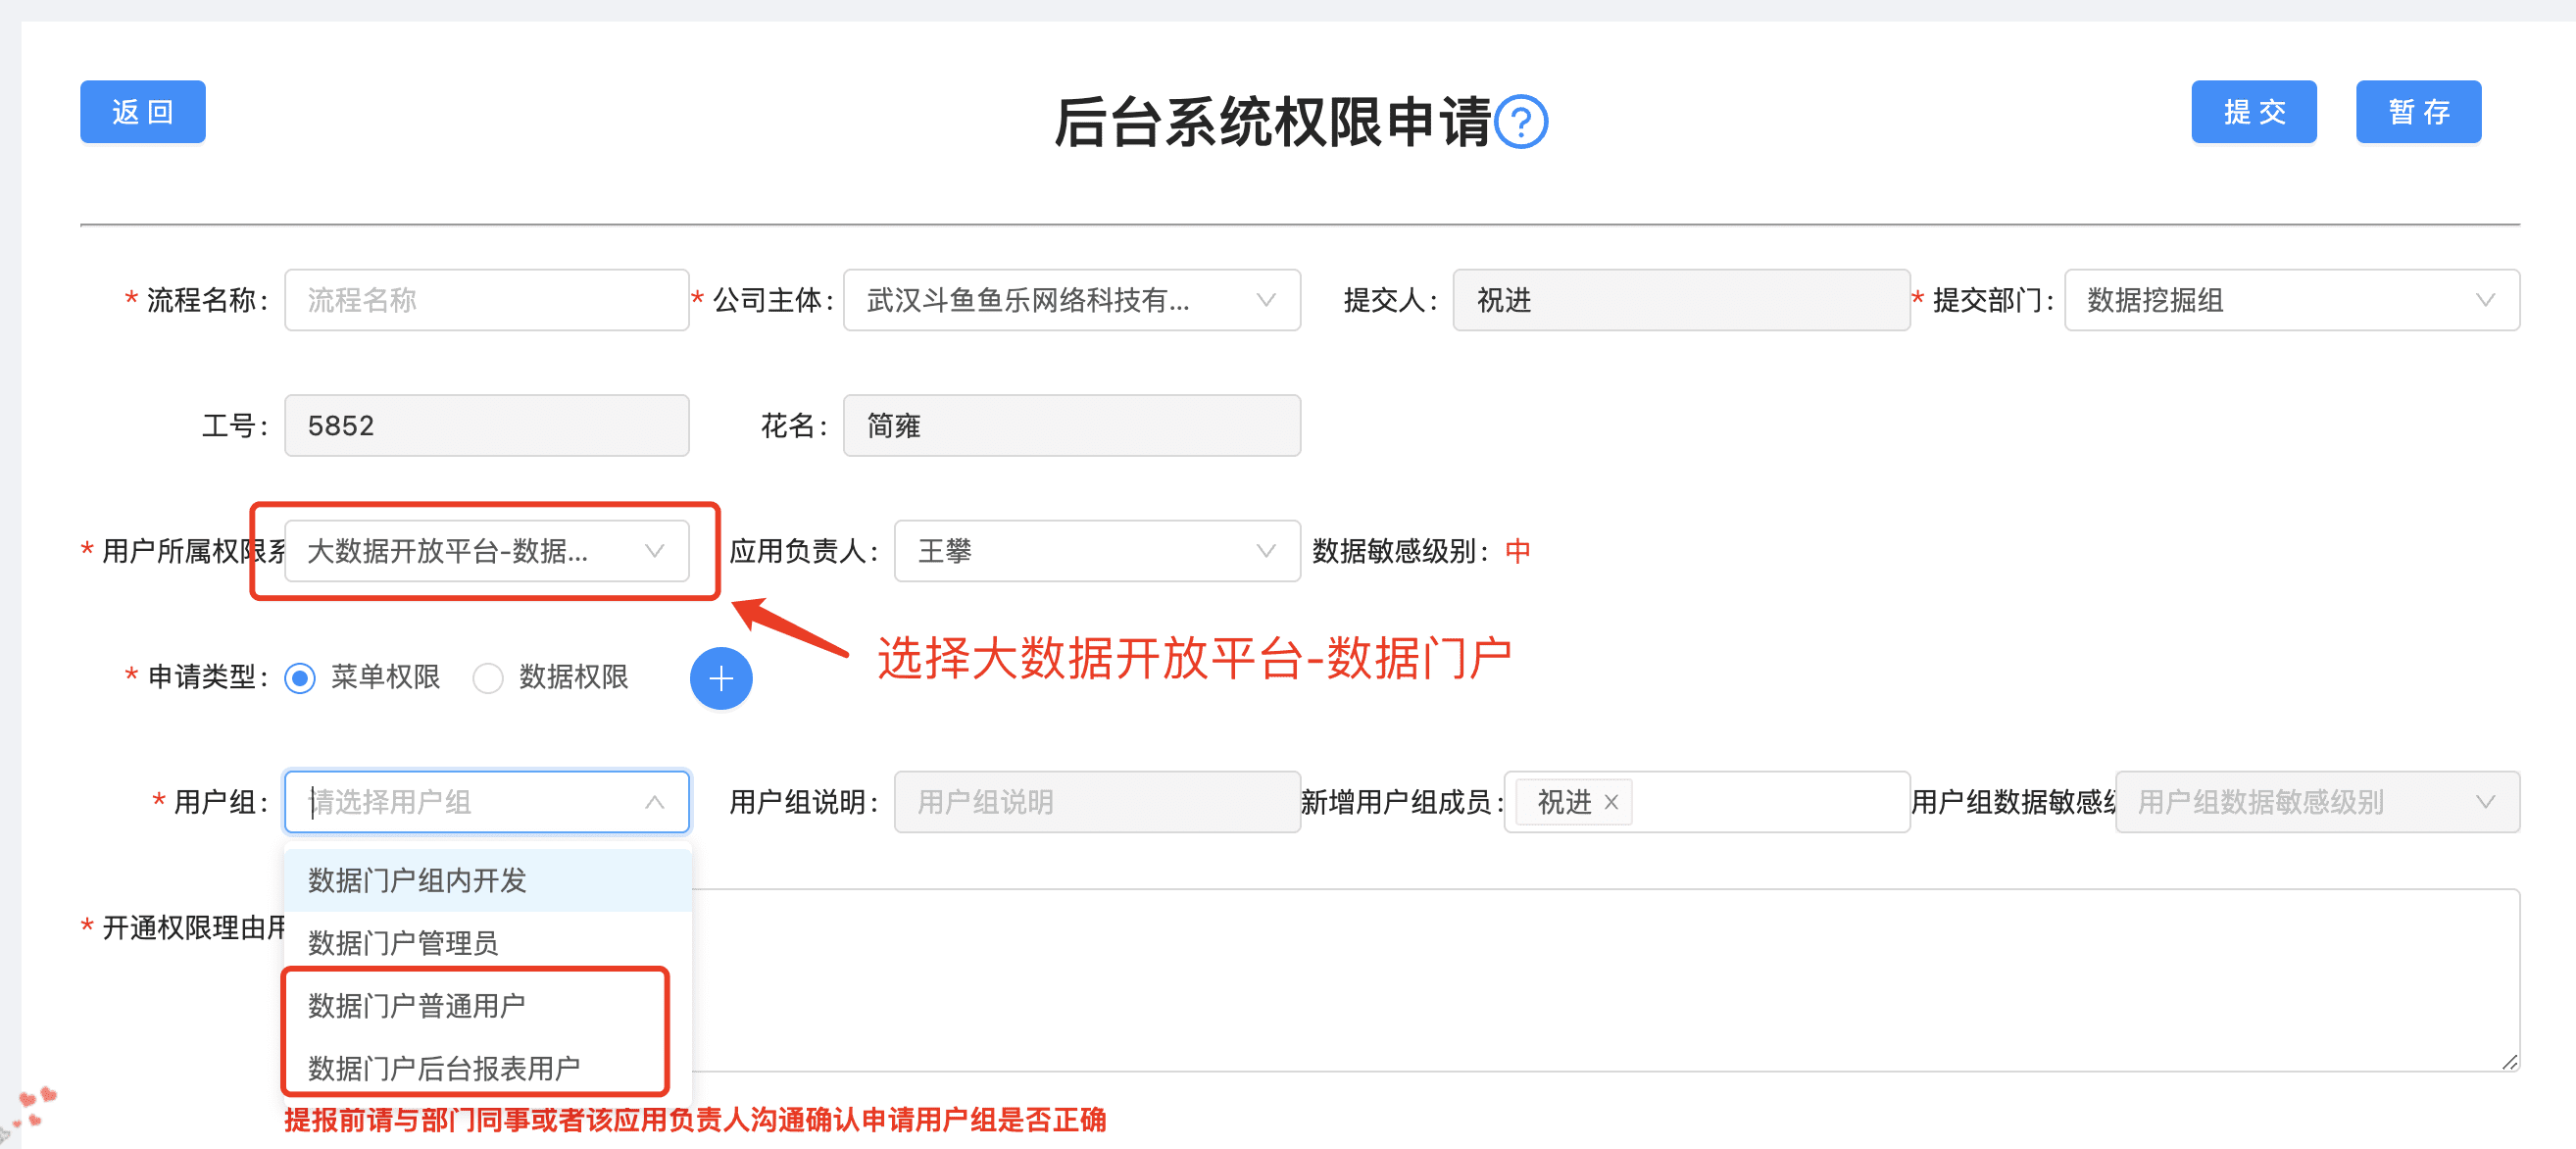 返 回
后台系统权限申请?
提 交
暂 存
* 流程名称: 流程名称
* 公司主体: 武汉斗鱼鱼乐网络科技有...
提交人: 祝进
* 提交部门: 数据挖掘组
工号: 5852
花名: 简雍
* 用户所属权限系 大数据开放平台-数据...
应用负责人: 王攀
数据敏感级别: 中
选择大数据开放平台-数据门户
* 申请类型: 菜单权限 数据权限
* 用户组: 请选择用户组
用户组说明: 用户组说明
新增用户组成员: 祝进
用户组数据敏感级 用户组数据敏感级别
数据门户组内开发
数据门户管理员
数据门户普通用户
数据门户后台报表用户
* 开通权限理由用
提报前请与部门同事或者该应用负责人沟通确认申请用户组是否正确